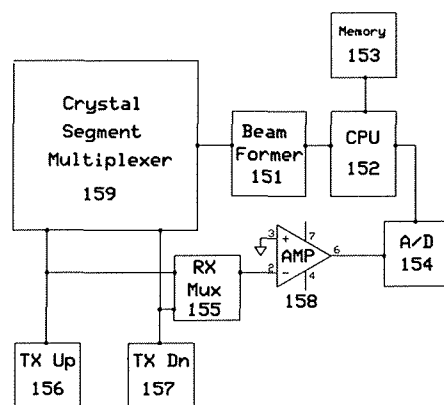 Memory
153
Crystal
Segment
Multiplexer
159
Beam
Former
151
CPU
152
A/D
154
RX
Mux
155
3
+
7
AMP
6
2
-
4
158
TX Up
156
TX Dn
157